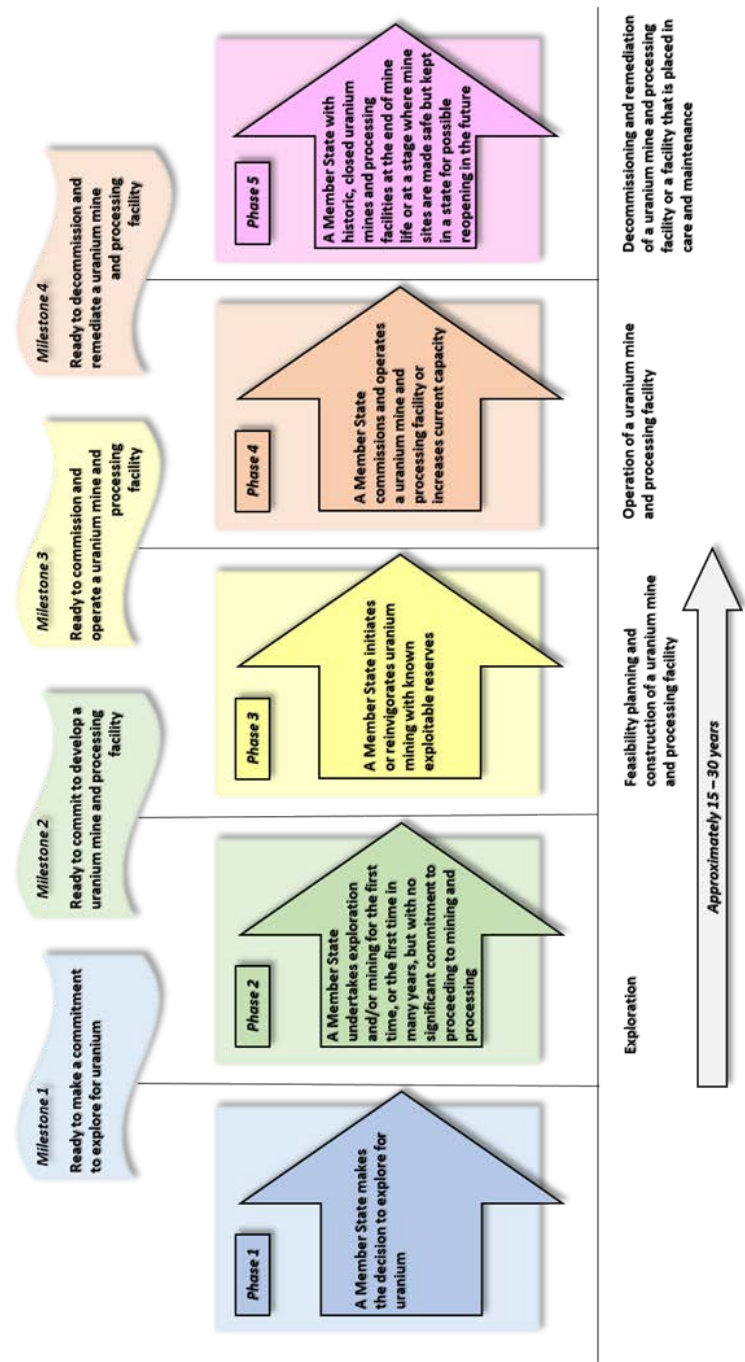 Milestone 1
Ready to make a commitment
to explore for uranium
Milestone 2
Ready to commit to develop a
uranium mine and processing
facility
Milestone 3
Ready to commission and
operate a uranium mine and
processing
facility
Milestone 4
Ready to decommission and
remediate a uranium mine
and processing
facility
Phase 1
A Member State makes
the decision to explore for
uranium
Phase 2
A Member State
undertakes exploration
and/or mining for the first
time, or the first time in
many years, but with no
significant commitment to
proceeding to mining and
processing
Phase 3
A Member State initiates
or reinvigorates uranium
mining with known
exploitable reserves
Phase 4
A Member State
commissions and operates
a uranium mine and
processing facility or
increases current capacity
Phase 5
A Member State with
historic, closed uranium
mines and processing
facilities at the end of mine
life or at a stage where mine
sites are made safe but kept
in a state for possible
reopening in the future
Exploration
Feasibility planning and
construction of a uranium mine
and processing facility
Operation of a uranium mine
and processing facility
Decommissioning and remediation
of a uranium mine and processing
facility or a facility that is placed in
care and maintenance
Approximately 15 – 30 years